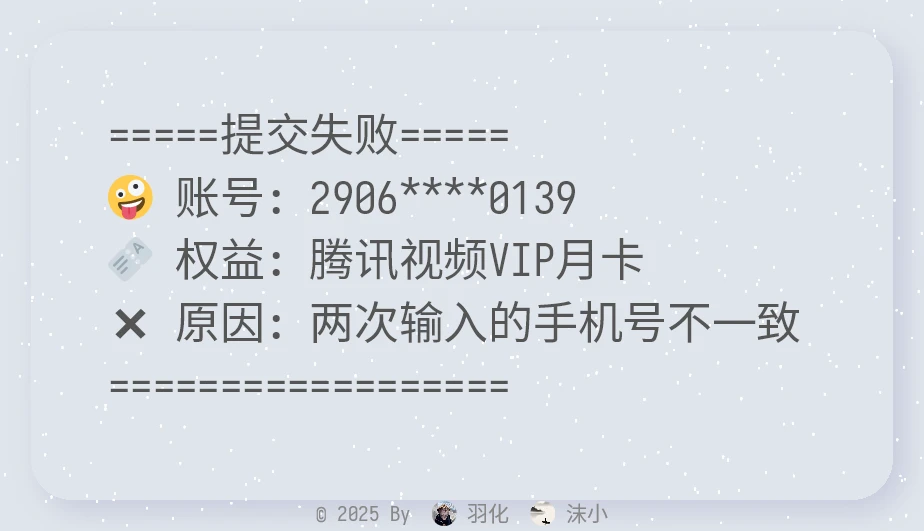 =====提交失败=====
🤪 账号：2906****0139
🎫 权益：腾讯视频VIP月卡
❌ 原因：两次输入的手机号不一致
==================
© 2025 By 羽化 沫小